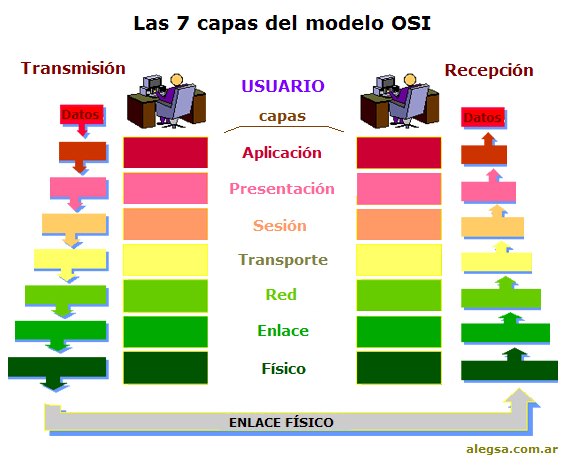 Las 7 capas del modelo OSI
Transmisión
Recepción
USUARIO
capas
Datos
Datos
Aplicación
Presentación
Sesión
Transporte
Red
Enlace
Físico
ENLACE FÍSICO
alegsa.com.ar